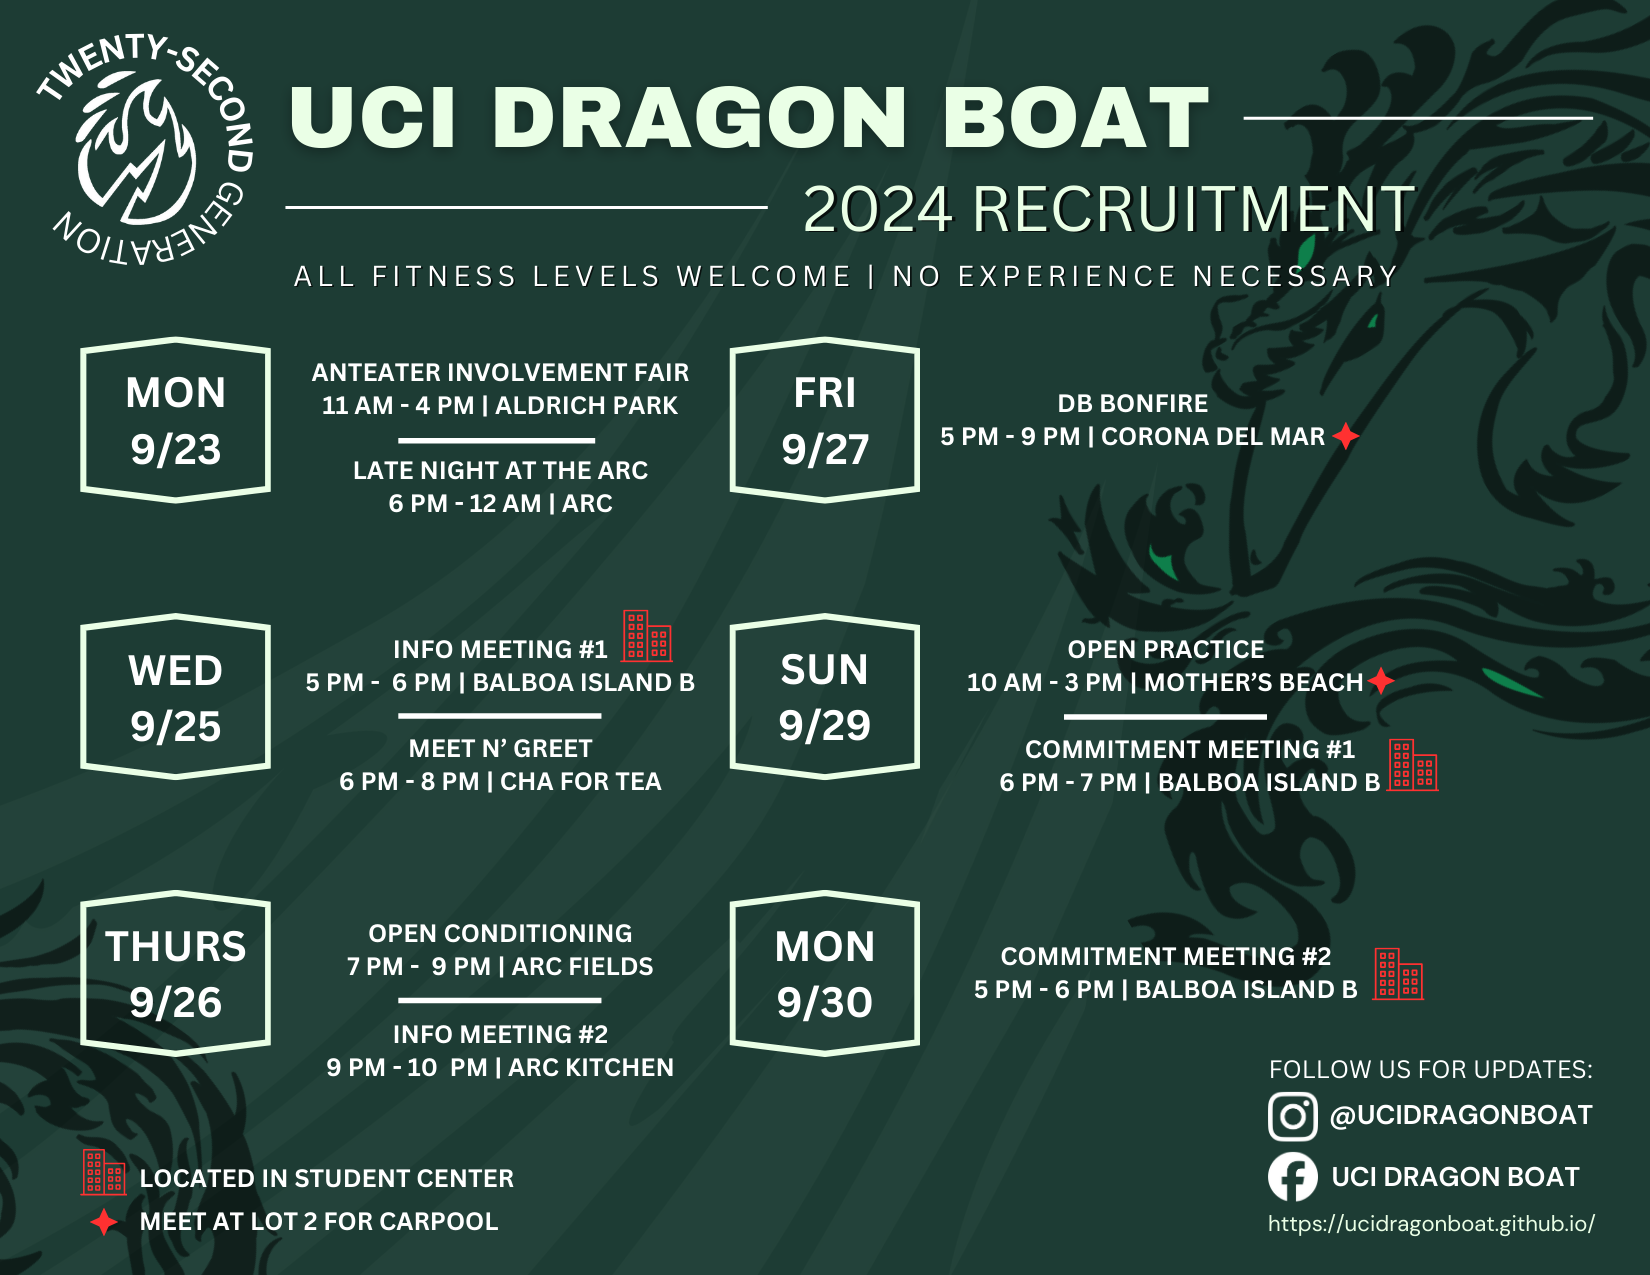 TWENTY-SECOND GENERATION
UCI DRAGON BOAT
2024 RECRUITMENT
ALL FITNESS LEVELS WELCOME | NO EXPERIENCE NECESSARY
MON
9/23
ANTEATER INVOLVEMENT FAIR
11 AM - 4 PM | ALDRICH PARK
LATE NIGHT AT THE ARC
6 PM - 12 AM | ARC
FRI
9/27
DB BONFIRE
5 PM - 9 PM | CORONA DEL MAR
WED
9/25
INFO MEETING #1
5 PM - 6 PM | BALBOA ISLAND B
MEET N’ GREET
6 PM - 8 PM | CHA FOR TEA
SUN
9/29
OPEN PRACTICE
10 AM - 3 PM | MOTHER’S BEACH
COMMITMENT MEETING #1
6 PM - 7 PM | BALBOA ISLAND B
THURS
9/26
OPEN CONDITIONING
7 PM - 9 PM | ARC FIELDS
INFO MEETING #2
9 PM - 10 PM | ARC KITCHEN
MON
9/30
COMMITMENT MEETING #2
5 PM - 6 PM | BALBOA ISLAND B
LOCATED IN STUDENT CENTER
MEET AT LOT 2 FOR CARPOOL
FOLLOW US FOR UPDATES:
@UCIDRAGONBOAT
UCI DRAGON BOAT
https://ucidragonboat.github.io/